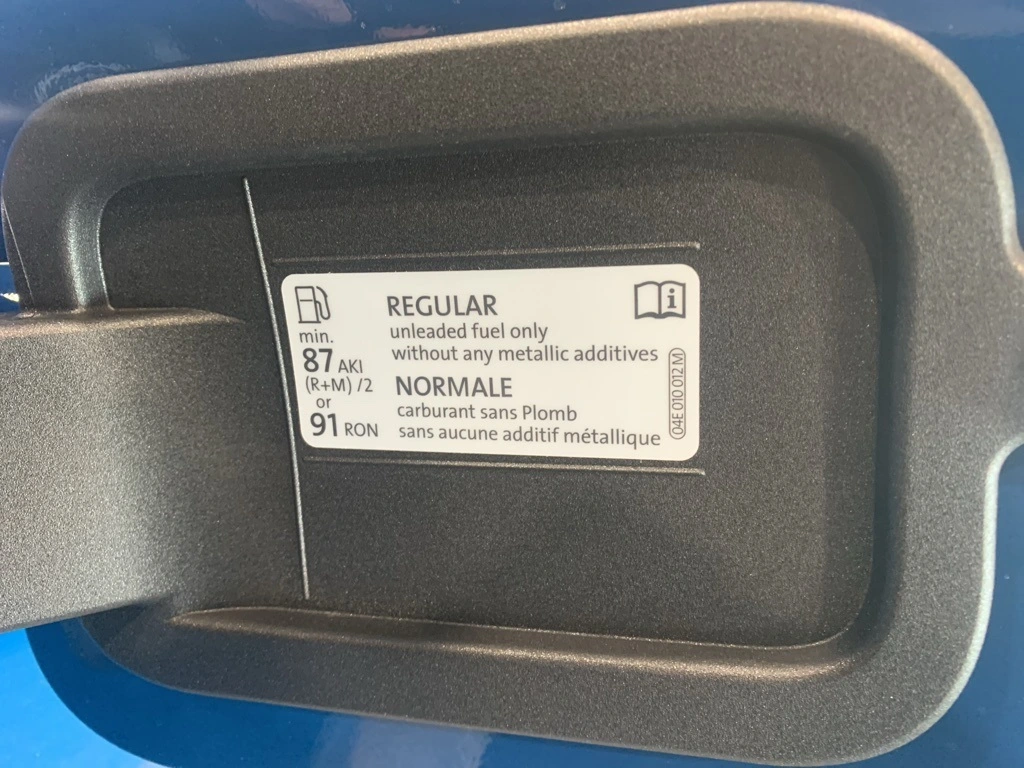 min.
87 AKI
(R+M) /2
or
91 RON
REGULAR
unleaded fuel only
without any metallic additives
NORMALE
carburant sans Plomb
sans aucune additif métallique
i
04E 010 012 M